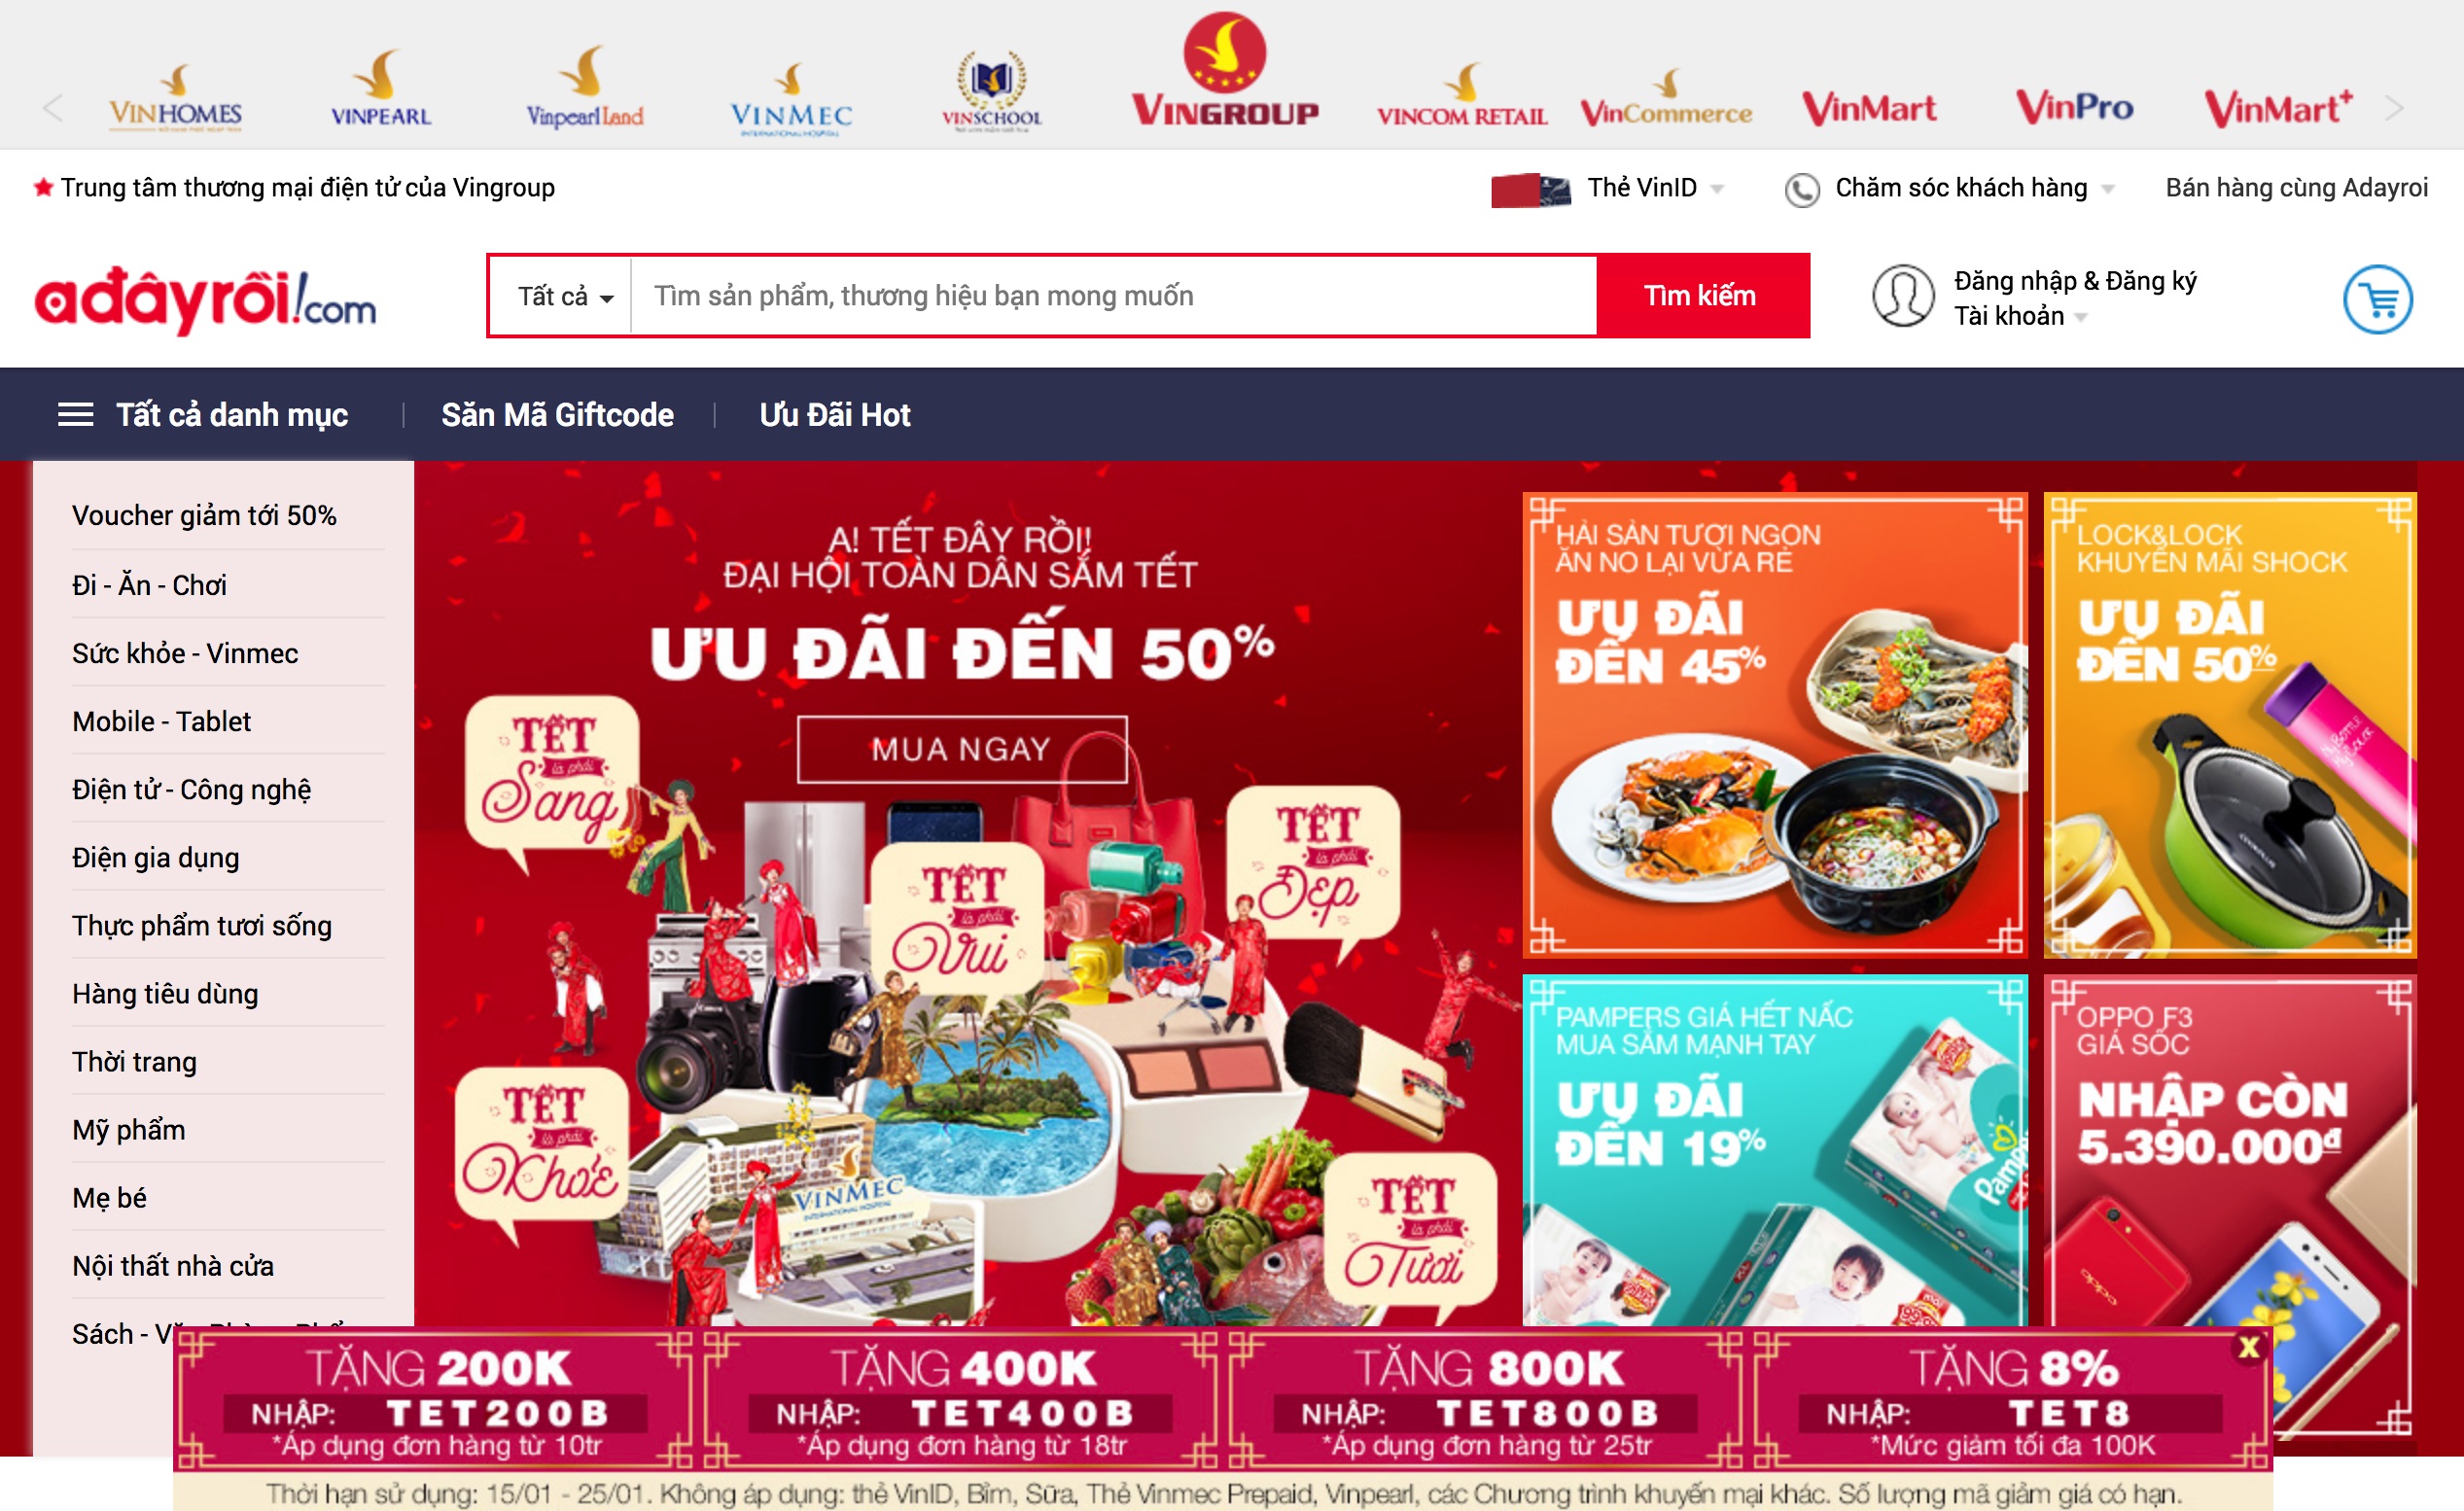 VINHOMES
VINPEARL
VinpearlLand
VINMEC
INTERNATIONAL HOSPITAL
VINSCHOOL
VINGROUP
VINCOM RETAIL
VinCommerce
VinMart
VinPro
VinMart+
Trung tâm thương mại điện tử của Vingroup
Thẻ VinID
Chăm sóc khách hàng
Bán hàng cùng Adayroi
ađâyrồi!com
Tất cả
Tìm sản phẩm, thương hiệu bạn mong muốn
Tìm kiếm
Đăng nhập & Đăng ký
Tài khoản
Tất cả danh mục
Săn Mã Giftcode
Ưu Đãi Hot
Voucher giảm tới 50%
Đi - Ăn - Chơi
Sức khỏe - Vinmec
Mobile - Tablet
Điện tử - Công nghệ
Điện gia dụng
Thực phẩm tươi sống
Hàng tiêu dùng
Thời trang
Mỹ phẩm
Mẹ bé
Nội thất nhà cửa
Sách -
A! TẾT ĐÂY RỒI!
ĐẠI HỘI TOÀN DÂN SẮM TẾT
ƯU ĐÃI ĐẾN 50%
MUA NGAY
TẾT
là phải
Sang
TẾT
là phải
Vui
TẾT
là phải
Đẹp
TẾT
là phải
Khoẻ
VINMEC
INTERNATIONAL HOSPITAL
TẾT
là phải
Tươi
HẢI SẢN TƯƠI NGON
ĂN NO LẠI VỪA RẺ
ƯU ĐÃI
ĐẾN 45%
LOCK&LOCK
KHUYẾN MÃI SHOCK
ƯU ĐÃI
ĐẾN 50%
PAMPERS GIÁ HẾT NẤC
MUA SẮM MẠNH TAY
ƯU ĐÃI
ĐẾN 19%
Pampers
OPPO F3
GIÁ SỐC
NHẬP CÒN
5.390.000đ
oppo
X
TẶNG 200K
NHẬP: TET200B
*Áp dụng đơn hàng từ 10tr
TẶNG 400K
NHẬP: TET400B
*Áp dụng đơn hàng từ 18tr
TẶNG 800K
NHẬP: TET800B
*Áp dụng đơn hàng từ 25tr
TẶNG 8%
NHẬP: TET8
*Mức giảm tối đa 100K
Thời hạn sử dụng: 15/01 - 25/01. Không áp dụng: thẻ VinID, Bỉm, Sữa, Thẻ Vinmec Prepaid, Vinpearl, các Chương trình khuyến mại khác. Số lượng mã giảm giá có hạn.